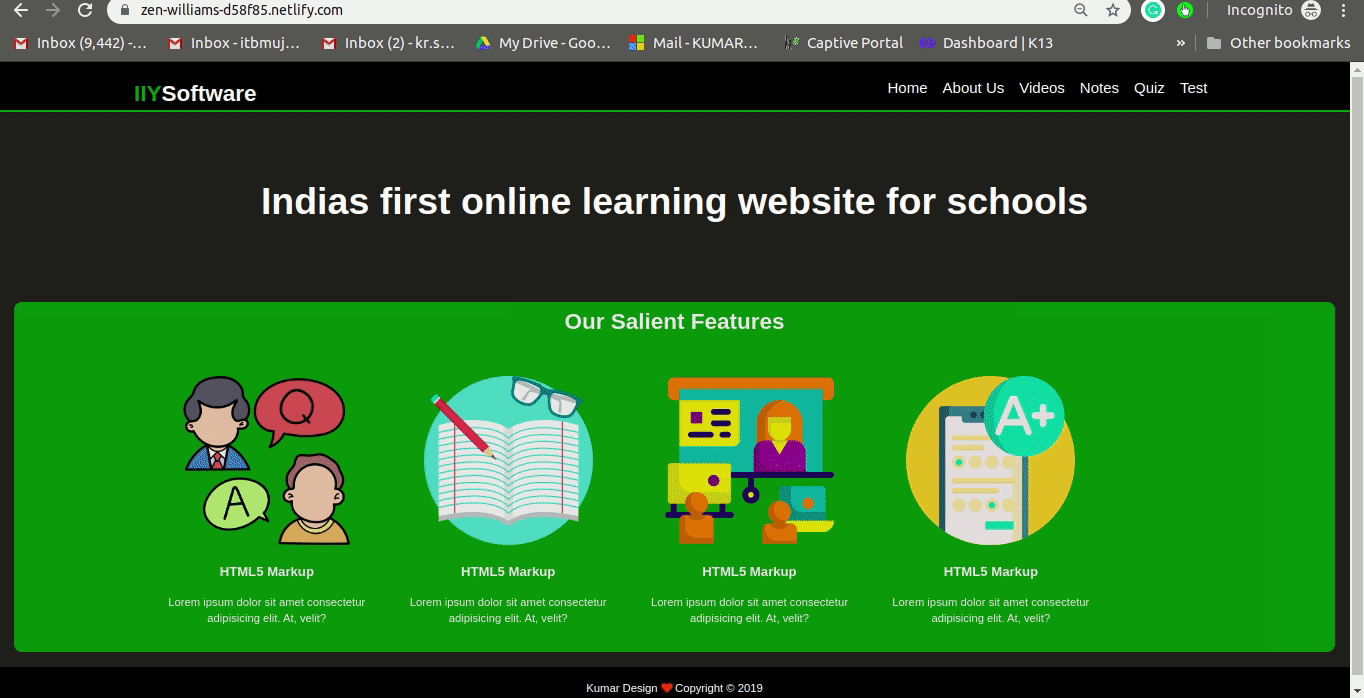 zen-williams-d58f85.netlify.com
Incognito
Inbox (9,442) -... Inbox - itbmuj... Inbox (2) - kr.s... My Drive - Goo... Mail - KUMAR... Captive Portal Dashboard | K13 » Other bookmarks
IIYSoftware
Home About Us Videos Notes Quiz Test
Indias first online learning website for schools
Our Salient Features
Q
A
A+
HTML5 Markup HTML5 Markup HTML5 Markup HTML5 Markup
Lorem ipsum dolor sit amet consectetur Lorem ipsum dolor sit amet consectetur Lorem ipsum dolor sit amet consectetur Lorem ipsum dolor sit amet consectetur
adipisicing elit. At, velit? adipisicing elit. At, velit? adipisicing elit. At, velit? adipisicing elit. At, velit?
Kumar Design ❤ Copyright © 2019